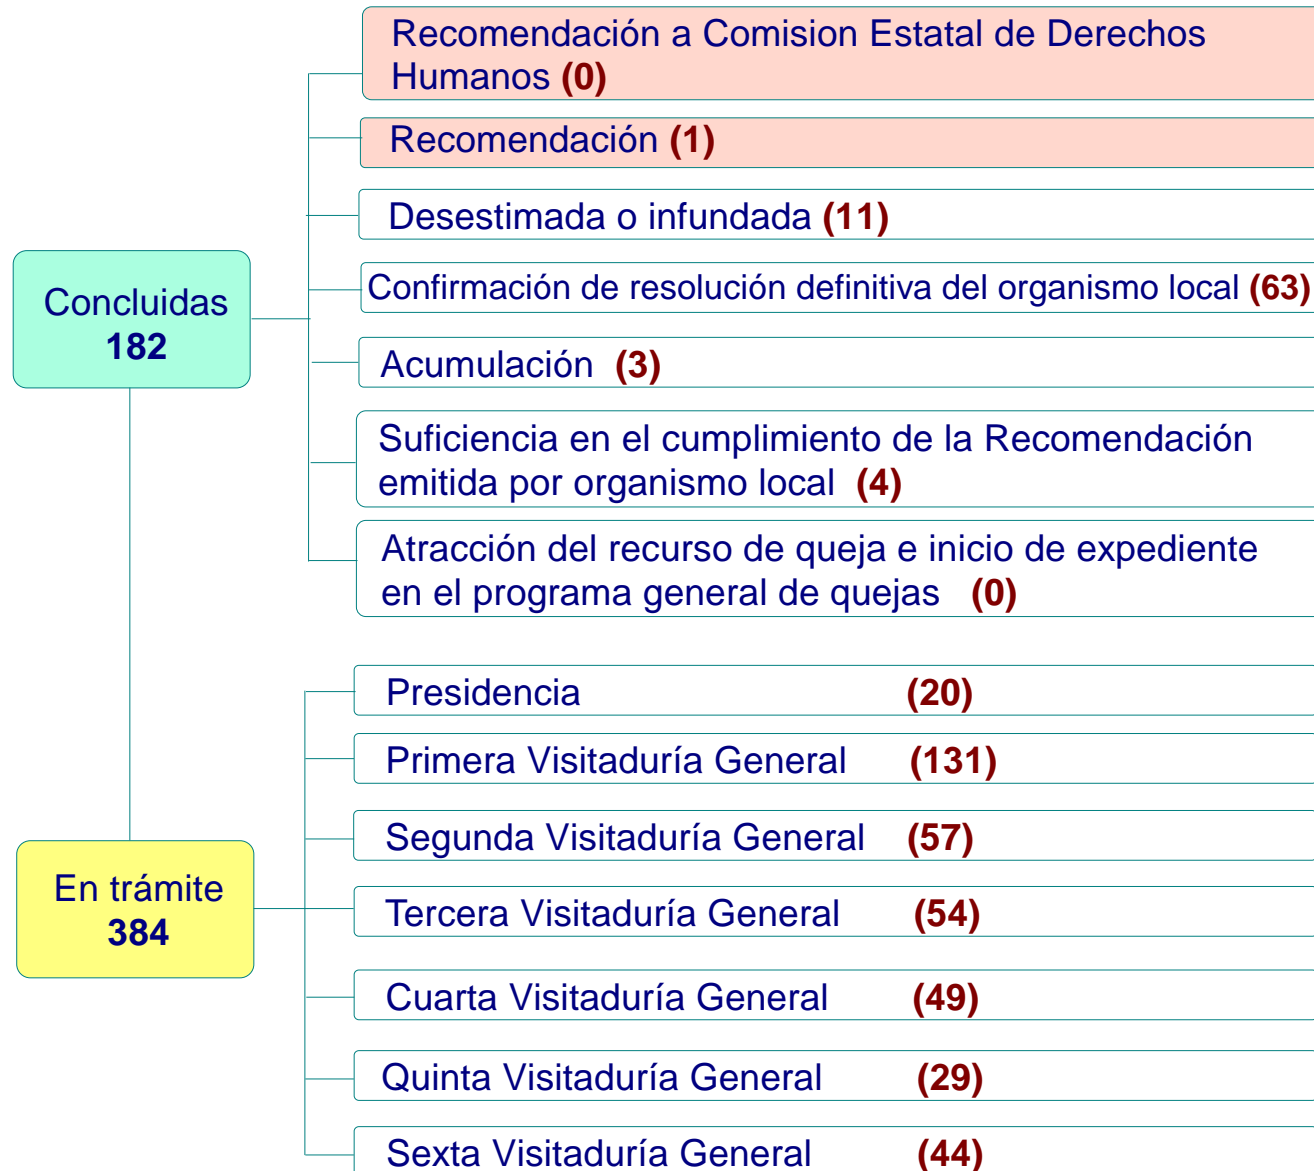 Recomendación a Comision Estatal de Derechos
Humanos (0)
Recomendación (1)
Desestimada o infundada (11)
Confirmación de resolución definitiva del organismo local (63)
Concluidas
182
Acumulación (3)
Suficiencia en el cumplimiento de la Recomendación
emitida por organismo local (4)
Atracción del recurso de queja e inicio de expediente
en el programa general de quejas (0)
Presidencia (20)
Primera Visitaduría General (131)
Segunda Visitaduría General (57)
En trámite
384
Tercera Visitaduría General (54)
Cuarta Visitaduría General (49)
Quinta Visitaduría General (29)
Sexta Visitaduría General (44)